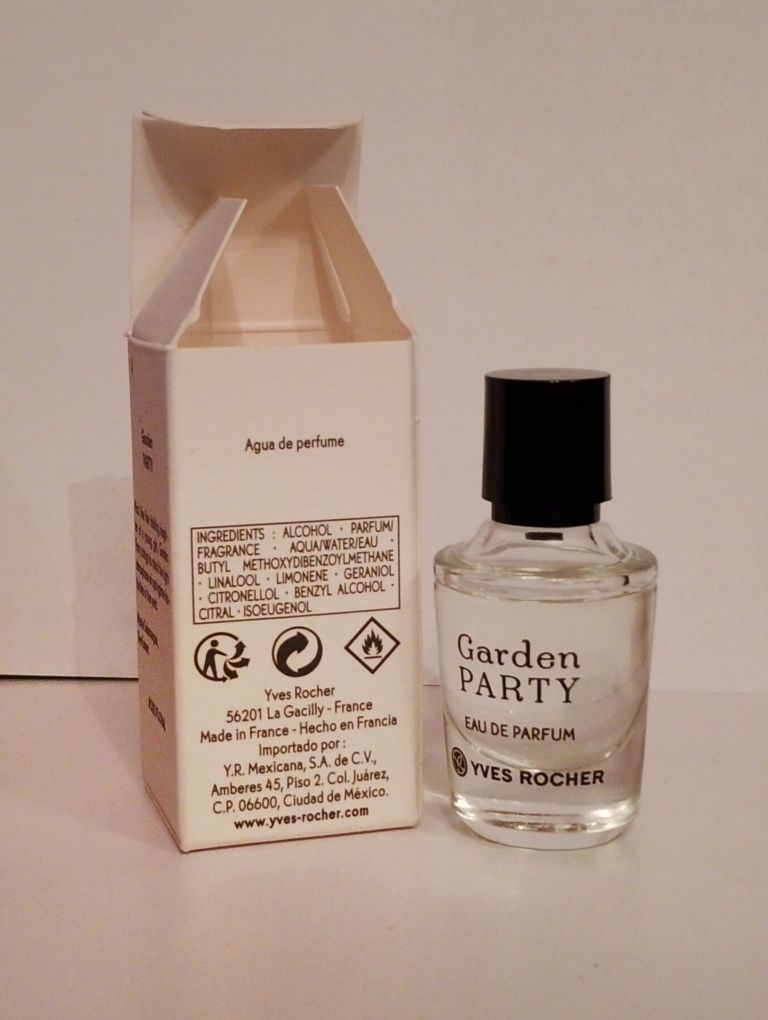 Garden
PARTY
Agua de perfume
INGREDIENTS : ALCOHOL · PARFUM/
FRAGRANCE · AQUA/WATER/EAU ·
BUTYL METHOXYDIBENZOYLMETHANE
· LINALOOL · LIMONENE · GERANIOL
· CITRONELLOL · BENZYL ALCOHOL ·
CITRAL · ISOEUGENOL
Yves Rocher
56201 La Gacilly - France
Made in France - Hecho en Francia
Importado por :
Y.R. Mexicana, S.A. de C.V.,
Amberes 45, Piso 2. Col. Juárez,
C.P. 06600, Ciudad de México.
www.yves-rocher.com
Garden
PARTY
EAU DE PARFUM
YVES ROCHER